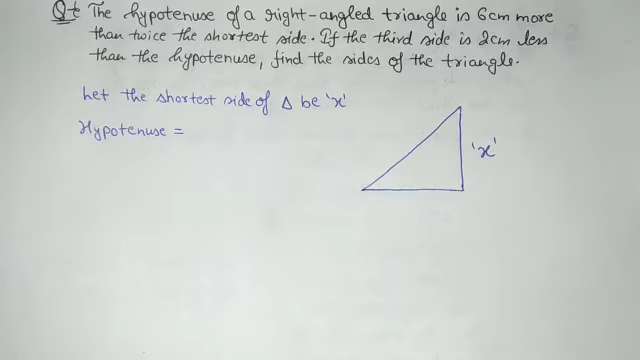 Q⁠t The hypotenuse of a right-angled triangle is 6cm more
than twice the shortest side. If the third side is 2cm less
than the hypotenuse, find the sides of the triangle.
Let the shortest side of Δ be 'x'
Hypotenuse =
'x'